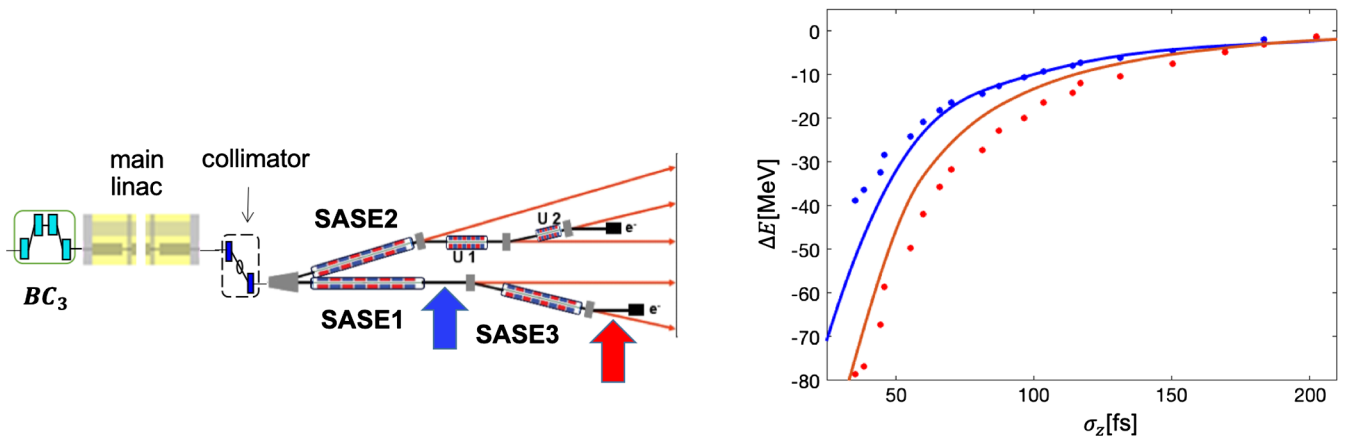 main
linac
collimator
BC₃
SASE2
U 1
U 2
e⁻
SASE1
SASE3
e⁻
0
-10
-20
-30
-40
-50
-60
-70
-80
50
100
150
200
ΔE[MeV]
σ_z[fs]